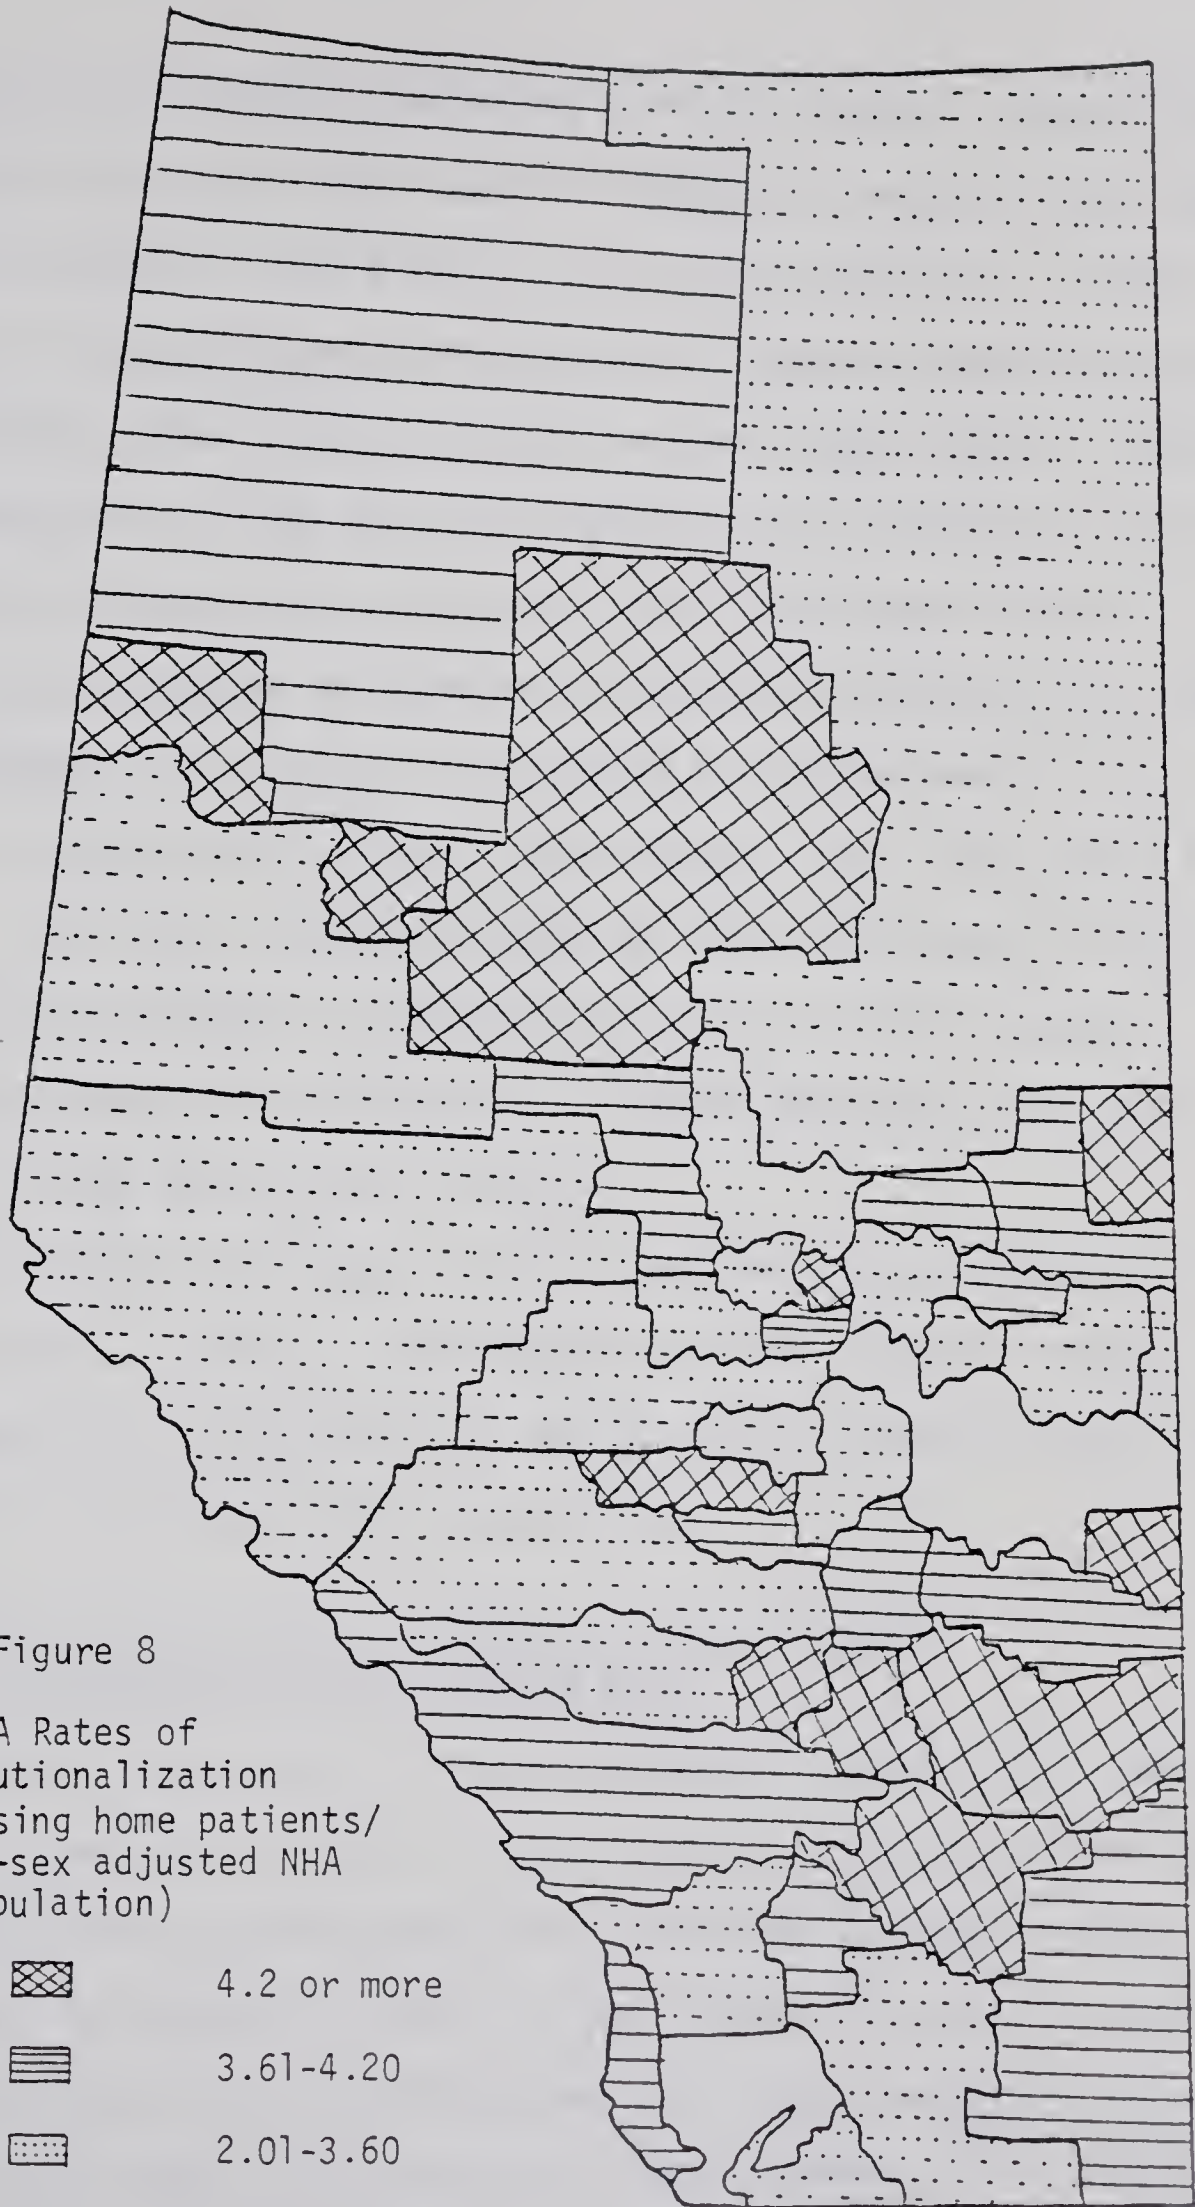 Figure 8
A Rates of
utionalization
sing home patients/
-sex adjusted NHA
pulation)
4.2 or more
3.61-4.20
2.01-3.60